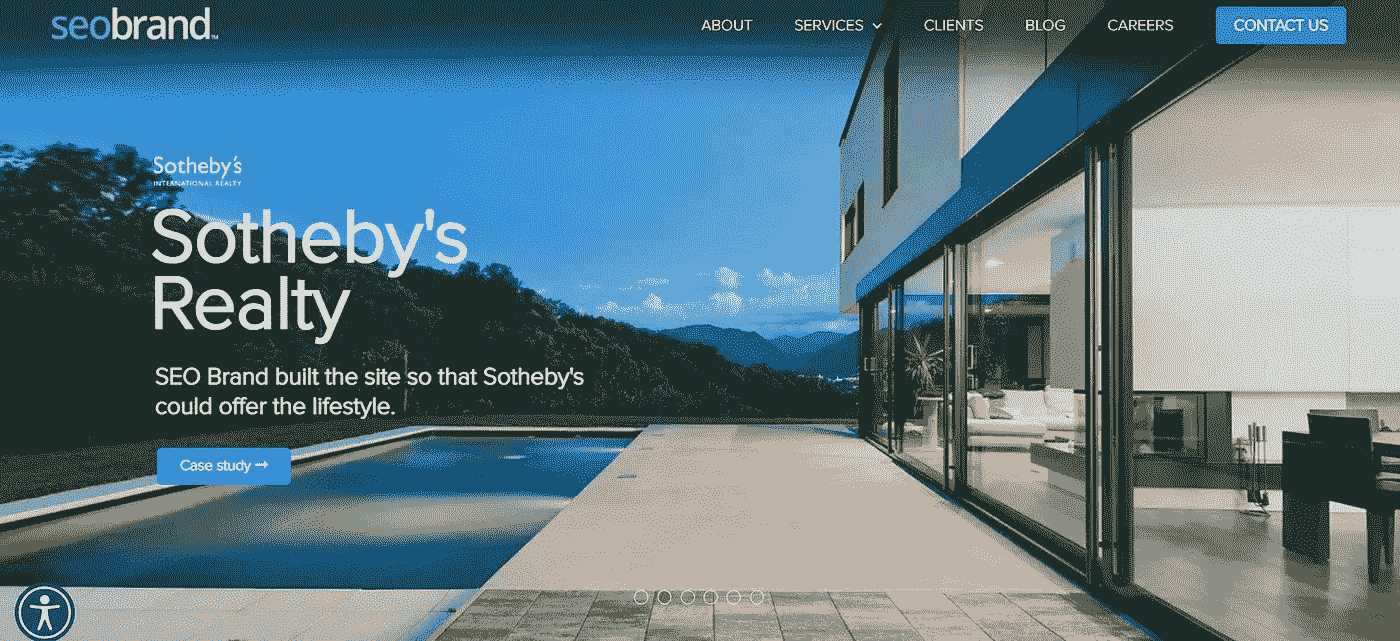 seobrand™
ABOUT
SERVICES
CLIENTS
BLOG
CAREERS
CONTACT US
Sotheby's
INTERNATIONAL REALTY
Sotheby's
Realty
SEO Brand built the site so that Sotheby's
could offer the lifestyle.
Case study →